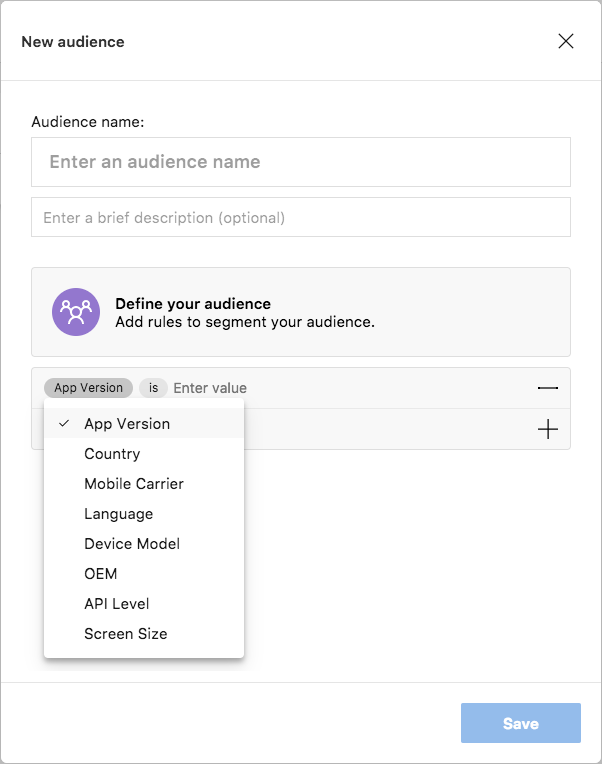 New audience
Audience name:
Enter an audience name
Enter a brief description (optional)
Define your audience
Add rules to segment your audience.
App Version is Enter value
App Version
Country
Mobile Carrier
Language
Device Model
OEM
API Level
Screen Size
Save